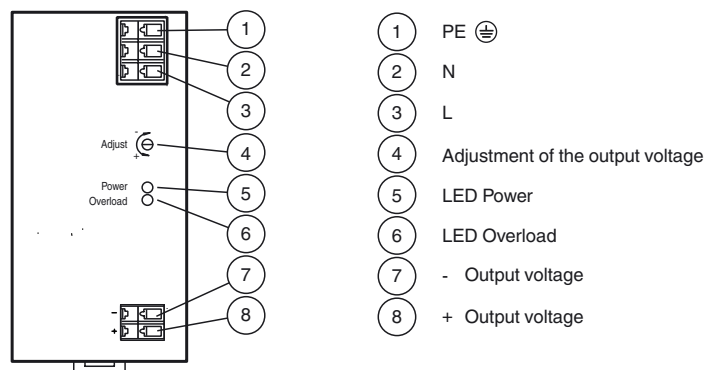 1
2
3
Adjust - +
4
Power
5
Overload
6
- 7
+ 8
1 PE
2 N
3 L
4 Adjustment of the output voltage
5 LED Power
6 LED Overload
7 - Output voltage
8 + Output voltage